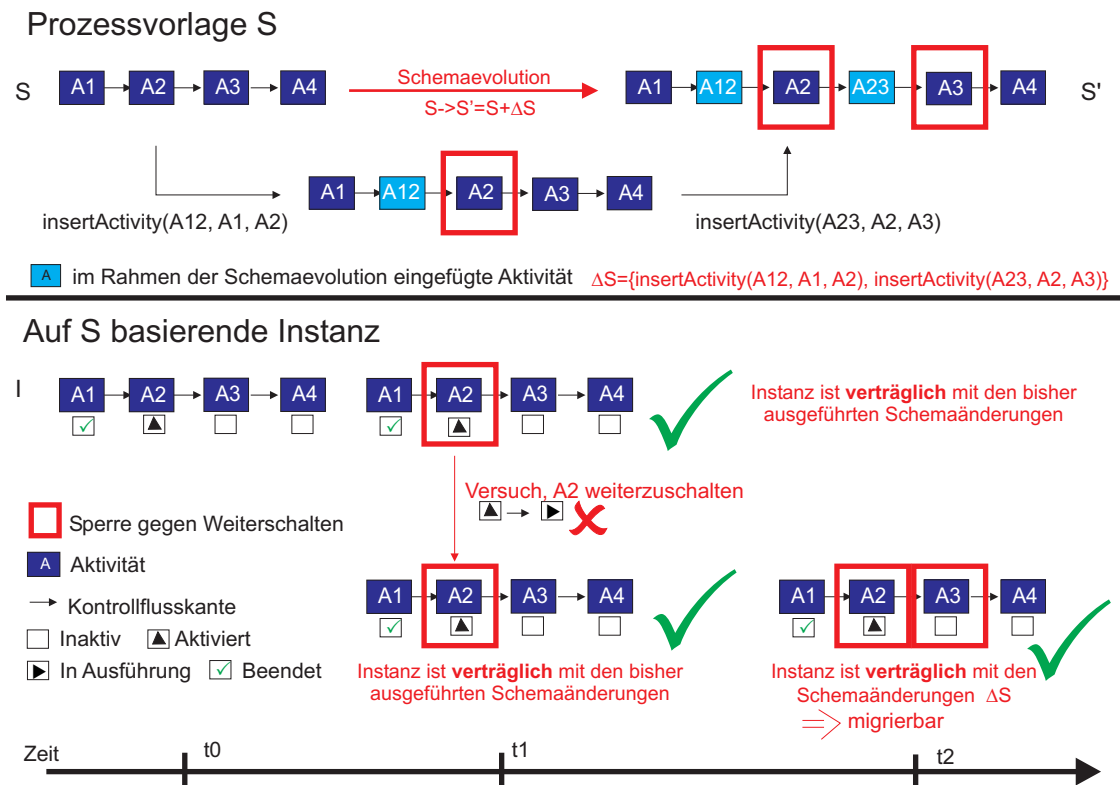 Prozessvorlage S
S A1 A2 A3 A4
Schemaevolution
S->S'=S+ΔS
A1 A12 A2 A23 A3 A4 S'
A1 A12 A2 A3 A4
insertActivity(A12, A1, A2)
insertActivity(A23, A2, A3)
A im Rahmen der Schemaevolution eingefügte Aktivität ΔS={insertActivity(A12, A1, A2), insertActivity(A23, A2, A3)}
Auf S basierende Instanz
I A1 A2 A3 A4
A1 A2 A3 A4
Instanz ist verträglich mit den bisher
ausgeführten Schemaänderungen
Versuch, A2 weiterzuschalten
Sperre gegen Weiterschalten
A Aktivität
Kontrollflusskante
Inaktiv Aktiviert
In Ausführung Beendet
A1 A2 A3 A4
Instanz ist verträglich mit den bisher
ausgeführten Schemaänderungen
A1 A2 A3 A4
Instanz ist verträglich mit den
Schemaänderungen ΔS
migrierbar
Zeit t0 t1 t2